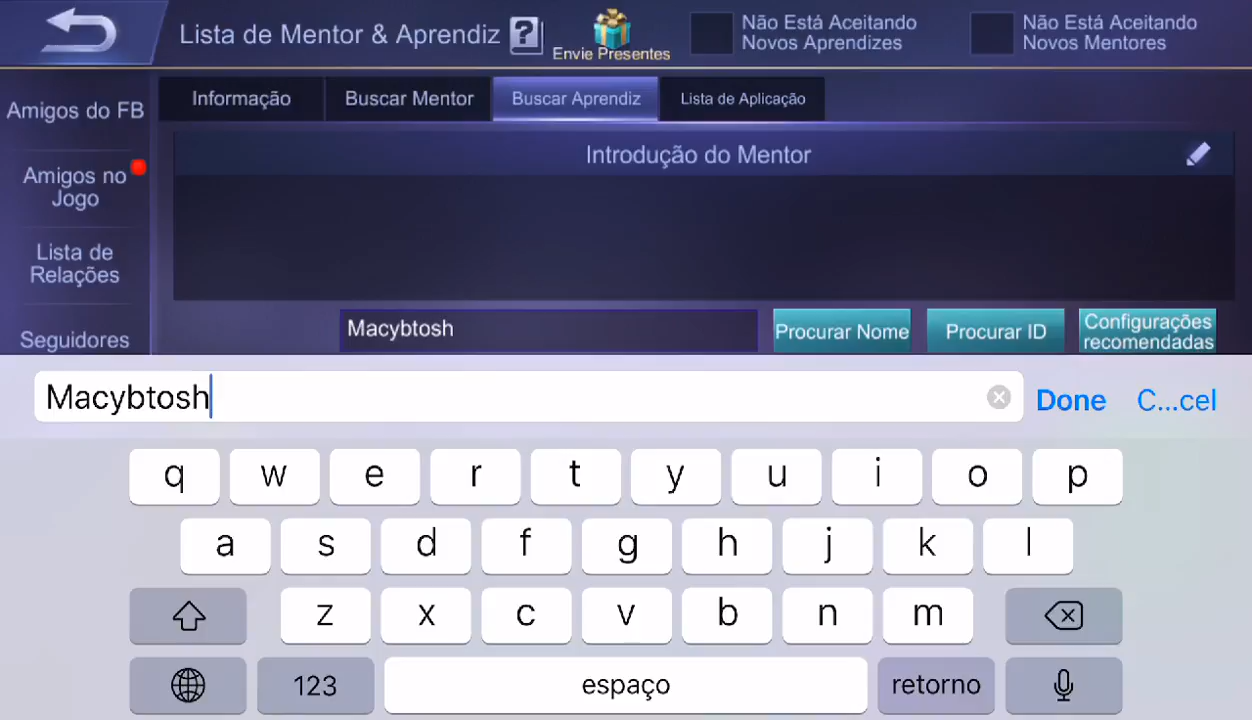 Lista de Mentor & Aprendiz ?
Envie Presentes
Não Está Aceitando
Novos Aprendizes
Não Está Aceitando
Novos Mentores
Amigos do FB
Amigos no
Jogo
Lista de
Relações
Seguidores
Informação
Buscar Mentor
Buscar Aprendiz
Lista de Aplicação
Introdução do Mentor
Macybtosh
Procurar Nome
Procurar ID
Configurações
recomendadas
Macybtosh
Done
C...cel
q w e r t y u i o p
a s d f g h j k l
z x c v b n m
123 espaço retorno